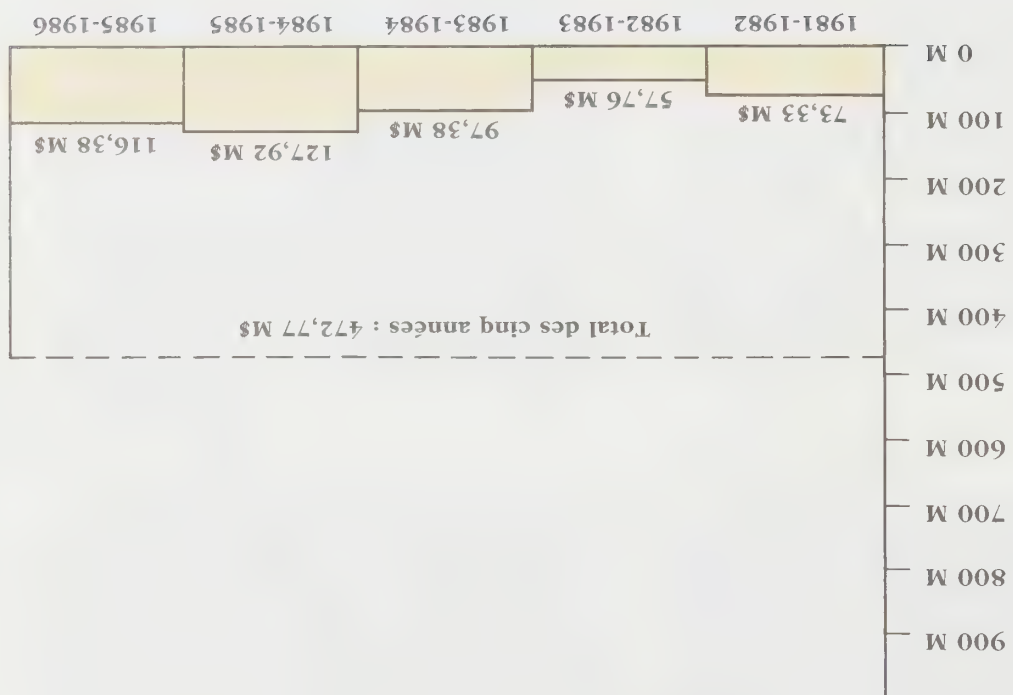 900 M
800 M
700 M
600 M
500 M
400 M
Total des cinq années : 472,77 M$
300 M
200 M
100 M
73,33 M$
57,76 M$
97,38 M$
127,92 M$
116,38 M$
0 M
1981-1982
1982-1983
1983-1984
1984-1985
1985-1986